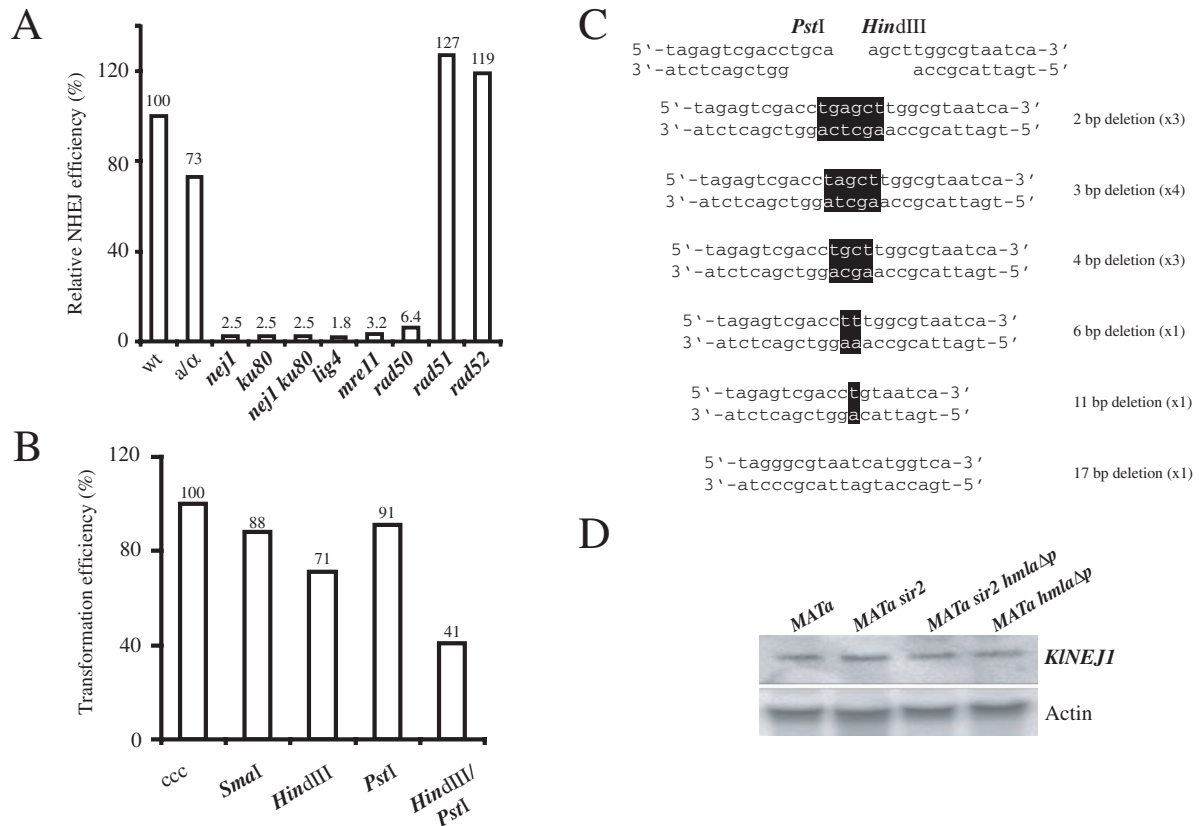 A
Relative NHEJ efficiency (%)
120
80
40
0
100
73
2.5
2.5
2.5
1.8
3.2
6.4
127
119
wt
a/α
nej1
ku80
nej1 ku80
lig4
mre11
rad50
rad51
rad52
B
Transformation efficiency (%)
120
80
40
0
100
88
71
91
41
ccc
SmaI
HindIII
PstI
HindIII/
PstI
C
PstI HindIII
5‘-tagagtcgacctgca agcttggcgtaatca-3’
3‘-atctcagctgg accgcattagt-5’
5‘-tagagtcgacctgagcttggcgtaatca-3’
3‘-atctcagctggactcgaaccgcattagt-5’
2 bp deletion (x3)
5‘-tagagtcgacctagcttggcgtaatca-3’
3‘-atctcagctggatcgaaccgcattagt-5’
3 bp deletion (x4)
5‘-tagagtcgacctgcttggcgtaatca-3’
3‘-atctcagctggacgaaccgcattagt-5’
4 bp deletion (x3)
5‘-tagagtcgacctttggcgtaatca-3’
3‘-atctcagctggaaaccgcattagt-5’
6 bp deletion (x1)
5‘-tagagtcgacctgtaatca-3’
3‘-atctcagctggacattagt-5’
11 bp deletion (x1)
5‘-tagggcgtaatcatggtca-3’
3‘-atcccgcattagtaccagt-5’
17 bp deletion (x1)
D
MATa
MATa sir2
MATa sir2 hmlaΔp
MATa hmlaΔp
KlNEJ1
Actin